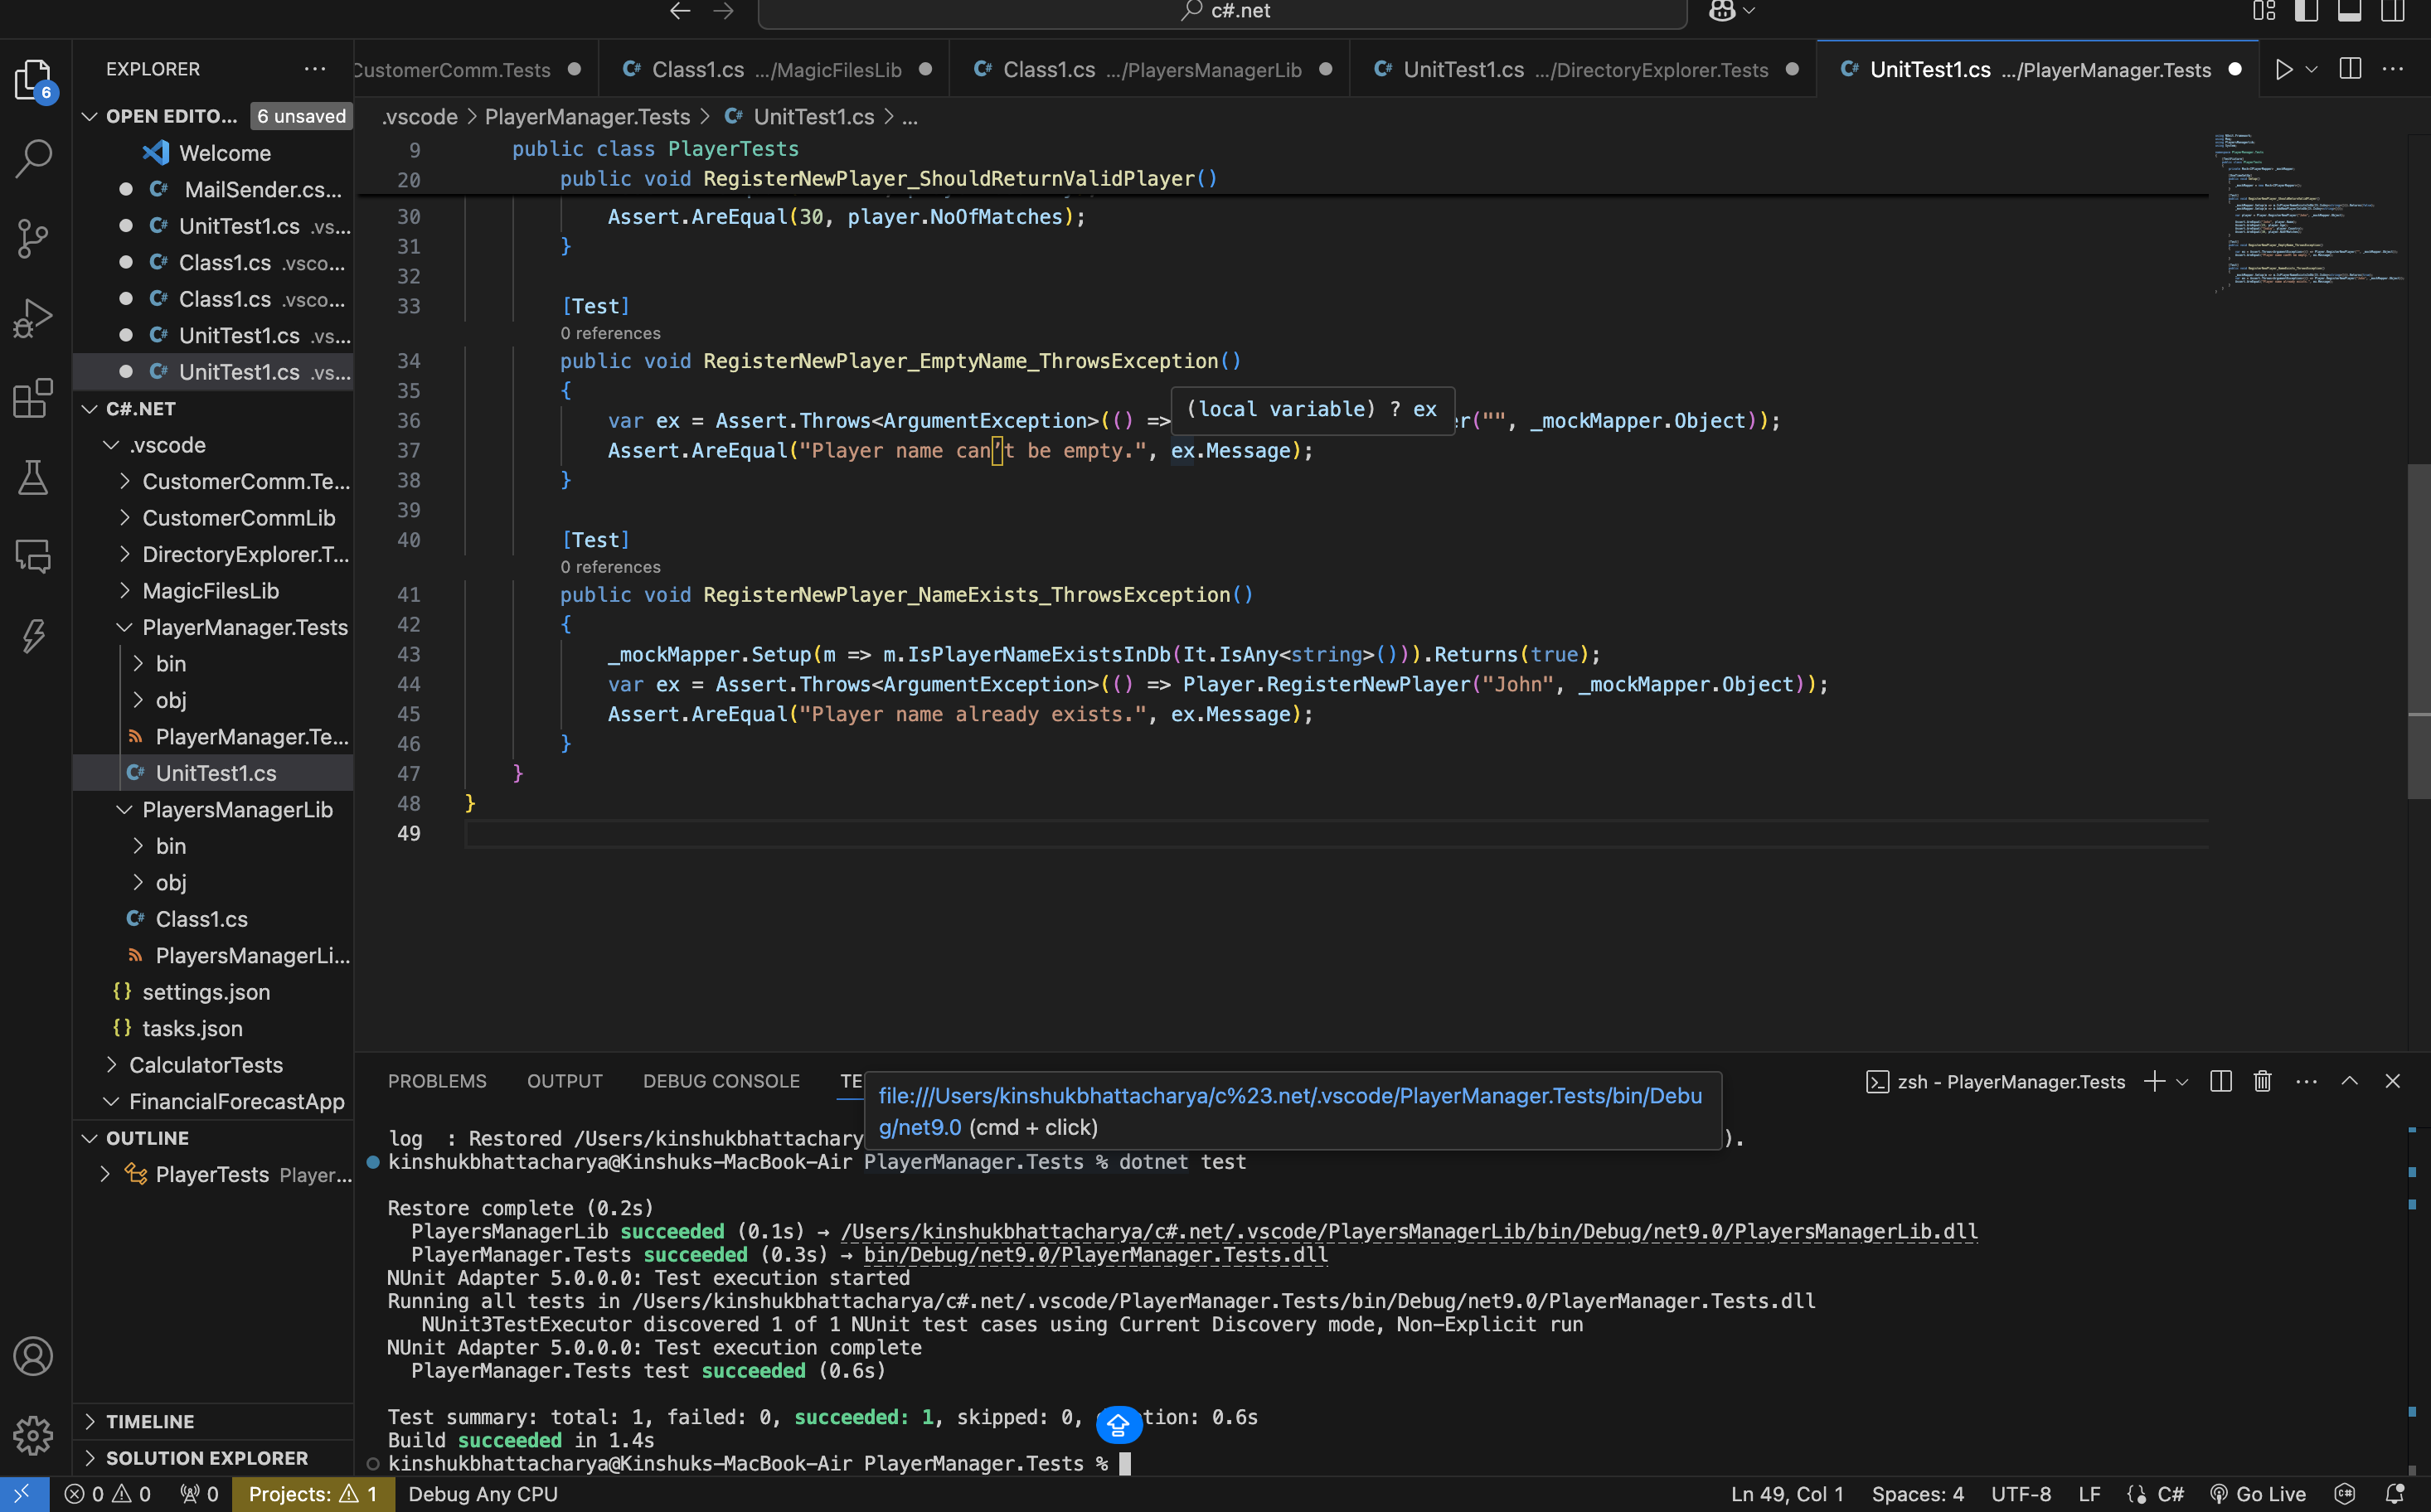 c#.net
EXPLORER
CustomerComm.Tests
Class1.cs .../MagicFilesLib
Class1.cs .../PlayersManagerLib
UnitTest1.cs .../DirectoryExplorer.Tests
UnitTest1.cs .../PlayerManager.Tests
6
OPEN EDITO... 6 unsaved
Welcome
MailSender.cs...
UnitTest1.cs .vs...
Class1.cs .vsco...
Class1.cs .vsco...
UnitTest1.cs .vs...
UnitTest1.cs .vs...
C#.NET
.vscode
CustomerComm.Te...
CustomerCommLib
DirectoryExplorer.T...
MagicFilesLib
PlayerManager.Tests
bin
obj
PlayerManager.Te...
UnitTest1.cs
PlayersManagerLib
bin
obj
Class1.cs
PlayersManagerLi...
settings.json
tasks.json
CalculatorTests
FinancialForecastApp
OUTLINE
PlayerTests Player...
TIMELINE
SOLUTION EXPLORER
.vscode > PlayerManager.Tests > UnitTest1.cs > ...
9 public class PlayerTests
20 public void RegisterNewPlayer_ShouldReturnValidPlayer()
30 Assert.AreEqual(30, player.NoOfMatches);
31 }
32
33 [Test]
0 references
34 public void RegisterNewPlayer_EmptyName_ThrowsException()
35 {
(local variable) ? ex
36 var ex = Assert.Throws<ArgumentException>(() => er("", _mockMapper.Object));
37 Assert.AreEqual("Player name can’t be empty.", ex.Message);
38 }
39
40 [Test]
0 references
41 public void RegisterNewPlayer_NameExists_ThrowsException()
42 {
43 _mockMapper.Setup(m => m.IsPlayerNameExistsInDb(It.IsAny<string>())).Returns(true);
44 var ex = Assert.Throws<ArgumentException>(() => Player.RegisterNewPlayer("John", _mockMapper.Object));
45 Assert.AreEqual("Player name already exists.", ex.Message);
46 }
47 }
48 }
49
PROBLEMS OUTPUT DEBUG CONSOLE TE
zsh - PlayerManager.Tests
file:///Users/kinshukbhattacharya/c%23.net/.vscode/PlayerManager.Tests/bin/Debu
g/net9.0 (cmd + click)
log : Restored /Users/kinshukbhattachary ).
kinshukbhattacharya@Kinshuks-MacBook-Air PlayerManager.Tests % dotnet test
Restore complete (0.2s)
PlayersManagerLib succeeded (0.1s) → /Users/kinshukbhattacharya/c#.net/.vscode/PlayersManagerLib/bin/Debug/net9.0/PlayersManagerLib.dll
PlayerManager.Tests succeeded (0.3s) → bin/Debug/net9.0/PlayerManager.Tests.dll
NUnit Adapter 5.0.0.0: Test execution started
Running all tests in /Users/kinshukbhattacharya/c#.net/.vscode/PlayerManager.Tests/bin/Debug/net9.0/PlayerManager.Tests.dll
NUnit3TestExecutor discovered 1 of 1 NUnit test cases using Current Discovery mode, Non-Explicit run
NUnit Adapter 5.0.0.0: Test execution complete
PlayerManager.Tests test succeeded (0.6s)
Test summary: total: 1, failed: 0, succeeded: 1, skipped: 0, tion: 0.6s
Build succeeded in 1.4s
kinshukbhattacharya@Kinshuks-MacBook-Air PlayerManager.Tests %
0 0 0 Projects: 1 Debug Any CPU
Ln 49, Col 1 Spaces: 4 UTF-8 LF C# Go Live